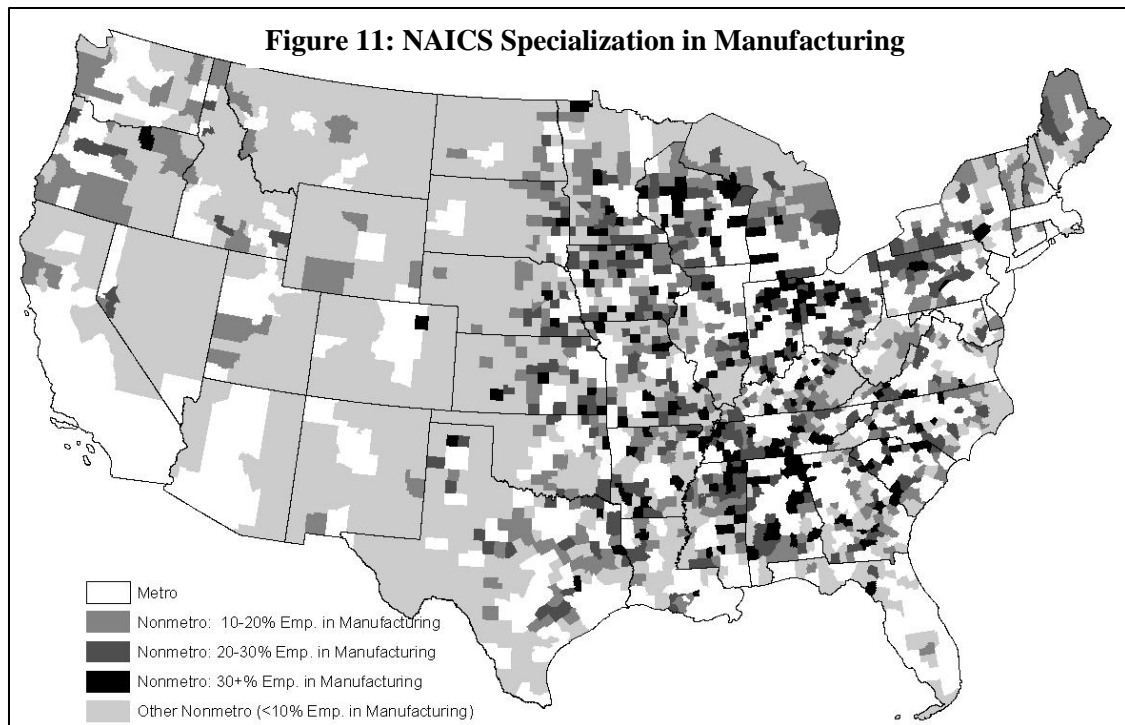 Figure 11: NAICS Specialization in Manufacturing
Metro
Nonmetro: 10-20% Emp. in Manufacturing
Nonmetro: 20-30% Emp. in Manufacturing
Nonmetro: 30+% Emp. in Manufacturing
Other Nonmetro (<10% Emp. in Manufacturing)